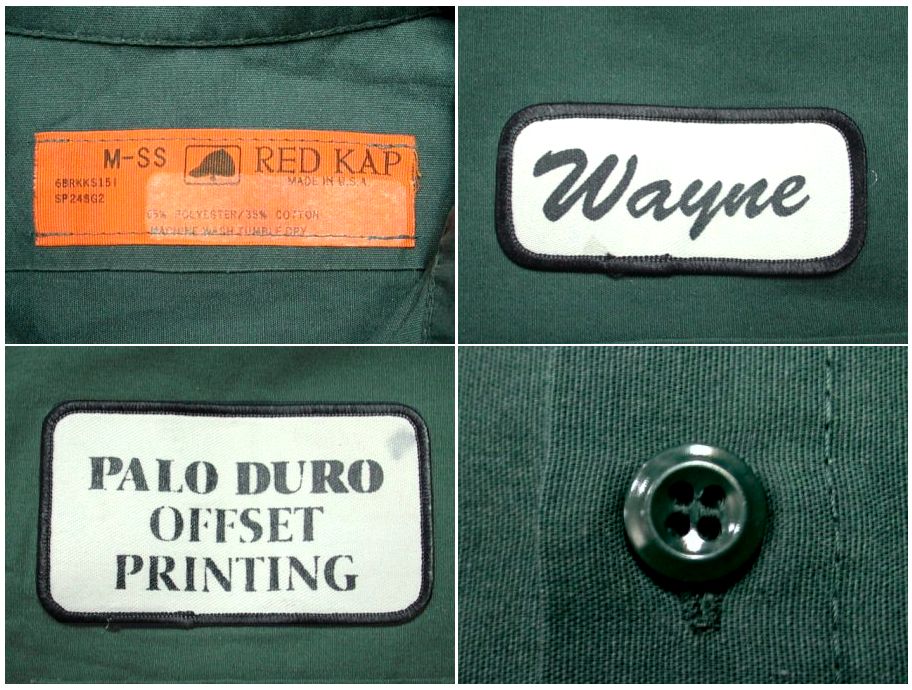 M-SS RED KAP
MADE IN U.S.A.
68RKKS151
SP24SG2
65% POLYESTER/35% COTTON
MACHINE WASH TUMBLE DRY
Wayne
PALO DURO
OFFSET
PRINTING